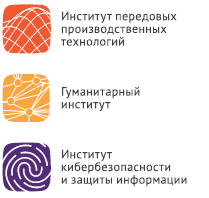 Институт передовых
производственных
технологий
Гуманитарный
институт
Институт
кибербезопасности
и защиты информации